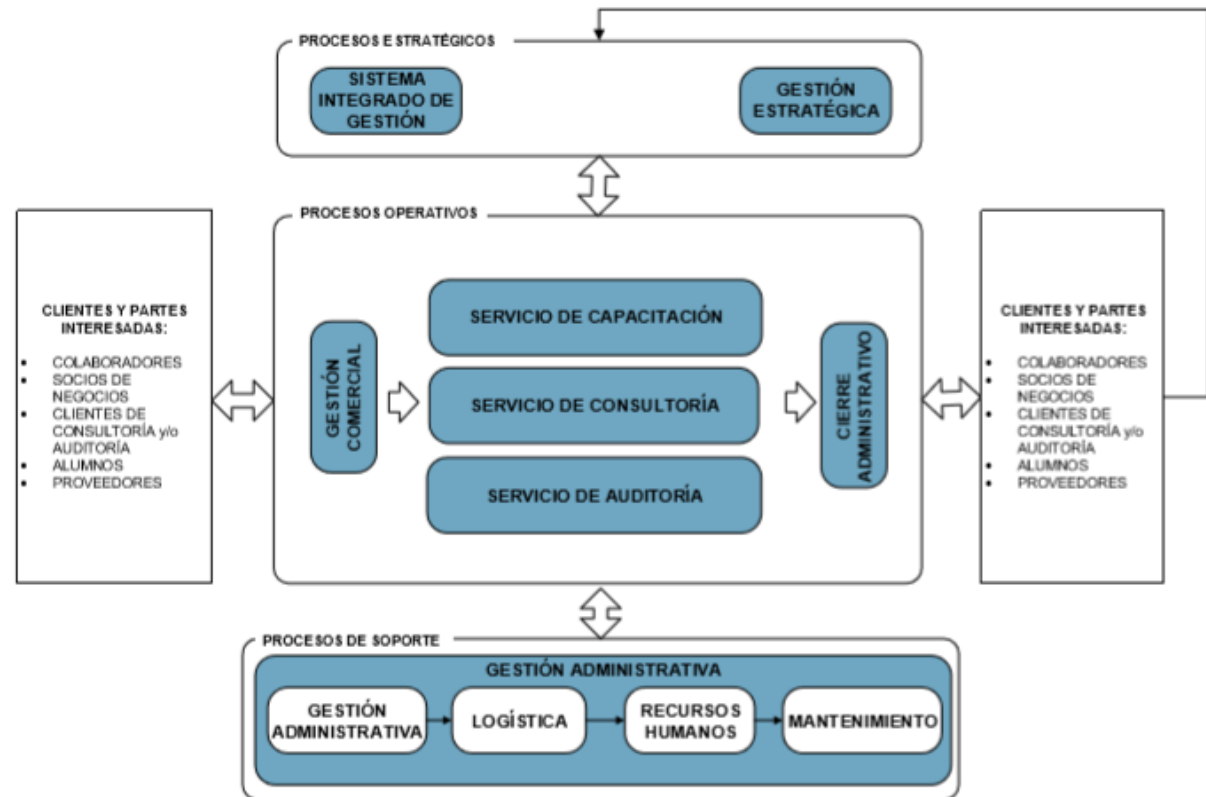 PROCESOS ESTRATÉGICOS
SISTEMA
INTEGRADO DE
GESTIÓN
GESTIÓN
ESTRATÉGICA
PROCESOS OPERATIVOS
CLIENTES Y PARTES
INTERESADAS:
• COLABORADORES
• SOCIOS DE
NEGOCIOS
• CLIENTES DE
CONSULTORÍA y/o
AUDITORÍA
• ALUMNOS
• PROVEEDORES
GESTIÓN
COMERCIAL
SERVICIO DE CAPACITACIÓN
SERVICIO DE CONSULTORÍA
SERVICIO DE AUDITORÍA
CIERRE
ADMINISTRATIVO
CLIENTES Y PARTES
INTERESADAS:
• COLABORADORES
• SOCIOS DE
NEGOCIOS
• CLIENTES DE
CONSULTORÍA y/o
AUDITORÍA
• ALUMNOS
• PROVEEDORES
PROCESOS DE SOPORTE
GESTIÓN ADMINISTRATIVA
GESTIÓN
ADMINISTRATIVA
LOGÍSTICA
RECURSOS
HUMANOS
MANTENIMIENTO